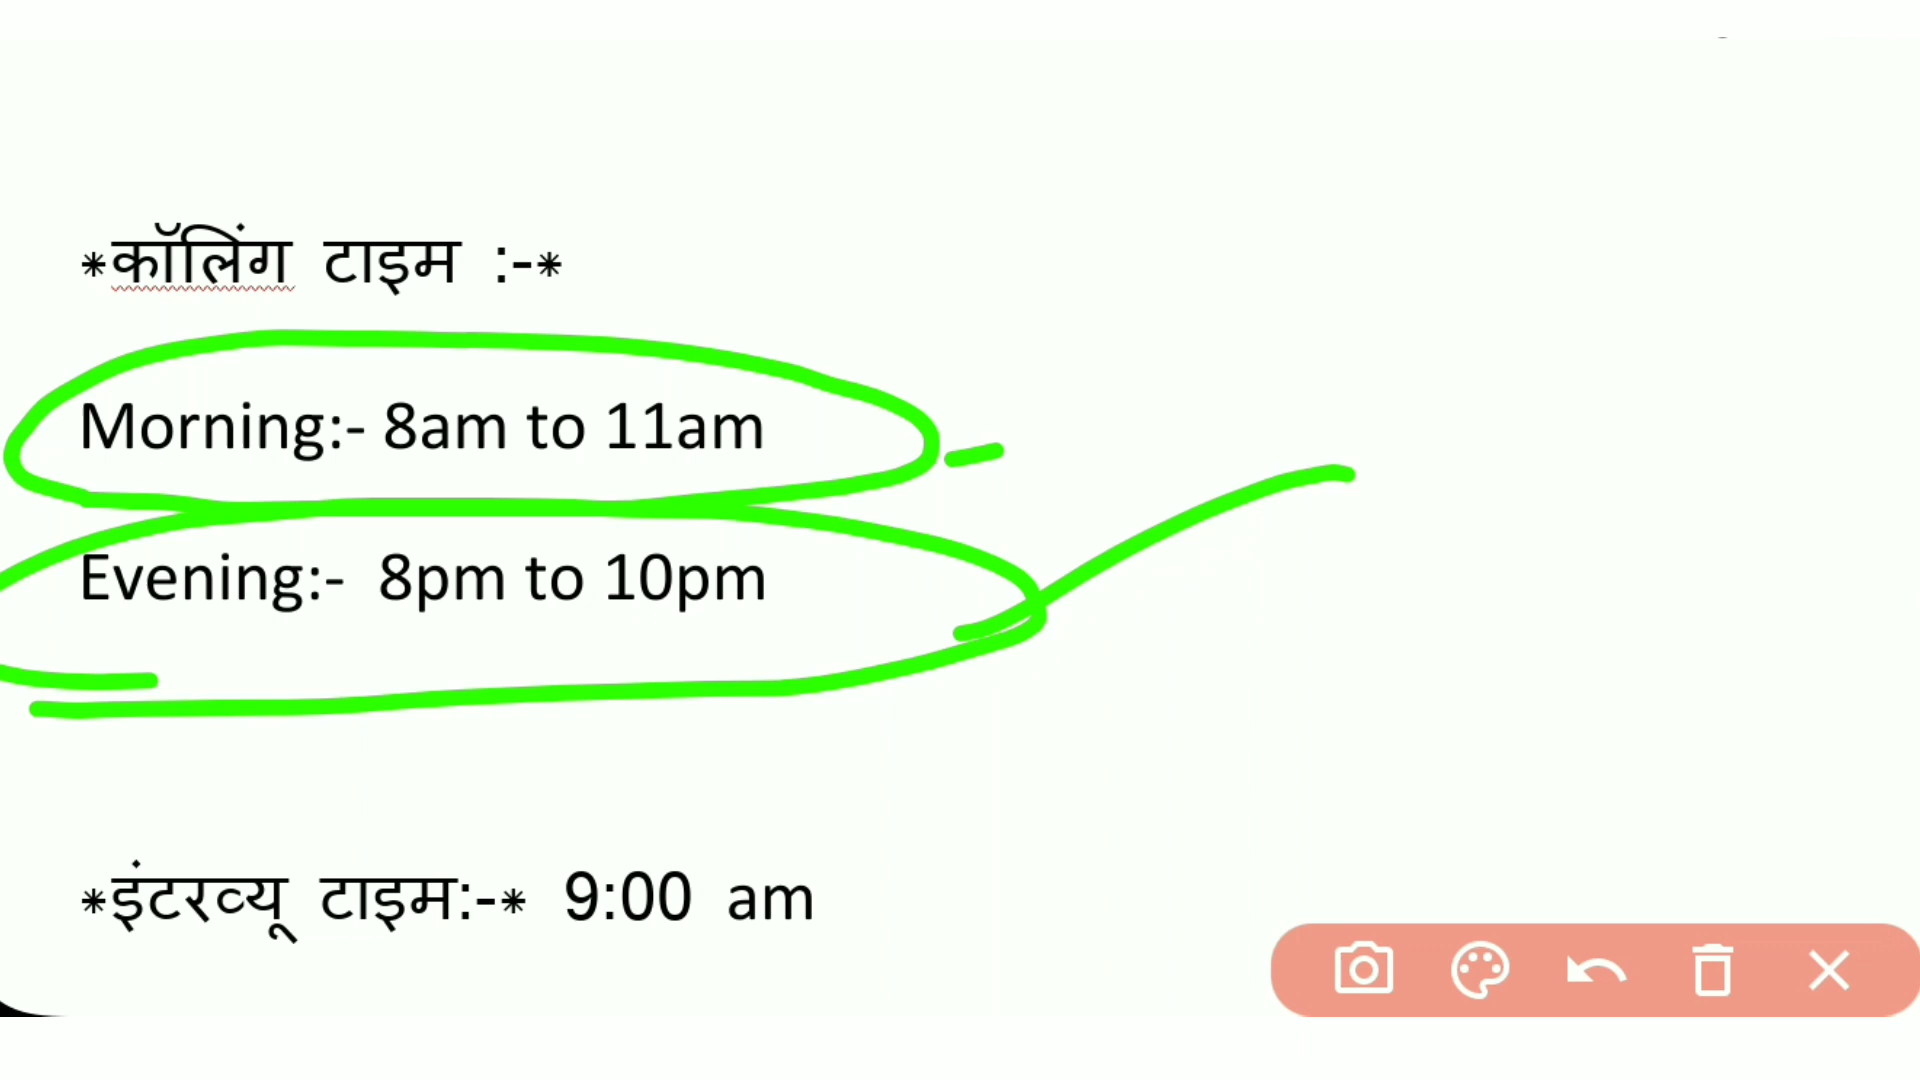 *कॉलिंग टाइम :-*
Morning:- 8am to 11am
Evening:- 8pm to 10pm
*इंटरव्यू टाइम:-* 9:00 am